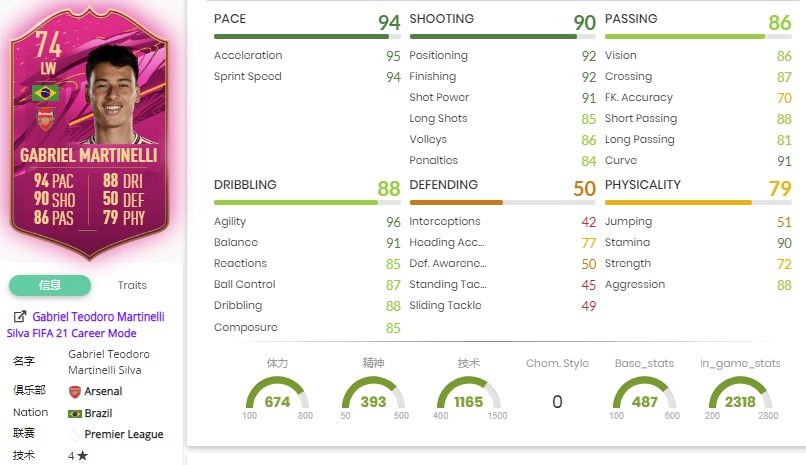 74
LW
Arsenal
GABRIEL MARTINELLI
94 PAC 88 DRI
90 SHO 50 DEF
86 PAS 79 PHY
信息 Traits
Gabriel Teodoro Martinelli
Silva FIFA 21 Career Mode
名字 Gabriel Teodoro
Martinelli Silva
俱乐部 Arsenal
Nation Brazil
联赛 Premier League
技术 4 ★
PACE 94
Acceleration 95
Sprint Speed 94
SHOOTING 90
Positioning 92
Finishing 92
Shot Power 91
Long Shots 85
Volleys 86
Penalties 84
PASSING 86
Vision 86
Crossing 87
FK. Accuracy 70
Short Passing 88
Long Passing 81
Curve 91
DRIBBLING 88
Agility 96
Balance 91
Reactions 85
Ball Control 87
Dribbling 88
Composure 85
DEFENDING 50
Interceptions 42
Heading Acc... 77
Def. Awarene... 50
Standing Tac... 45
Sliding Tackle 49
PHYSICALITY 79
Jumping 51
Stamina 90
Strength 72
Aggression 88
体力 精神 技术 Chem. Style Base_stats In_game_stats
674 393 1165 0 487 2318
100 600 50 500 400 1500 100 600 200 2800